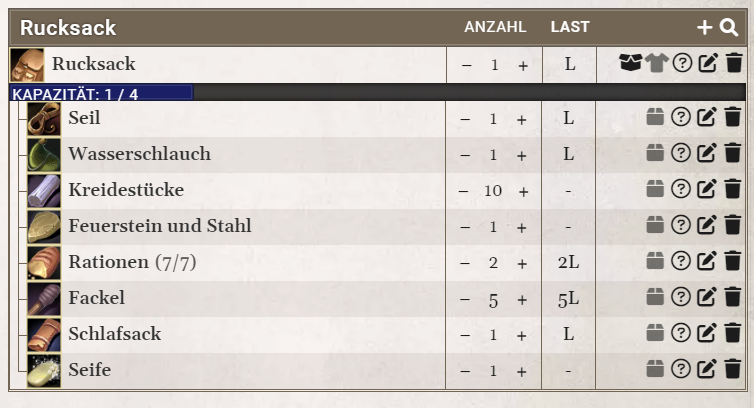 Rucksack ANZAHL LAST +
Rucksack − 1 + L
KAPAZITÄT: 1 / 4
Seil − 1 + L
Wasserschlauch − 1 + L
Kreidestücke − 10 + -
Feuerstein und Stahl − 1 + -
Rationen (7/7) − 2 + 2L
Fackel − 5 + 5L
Schlafsack − 1 + L
Seife − 1 + -